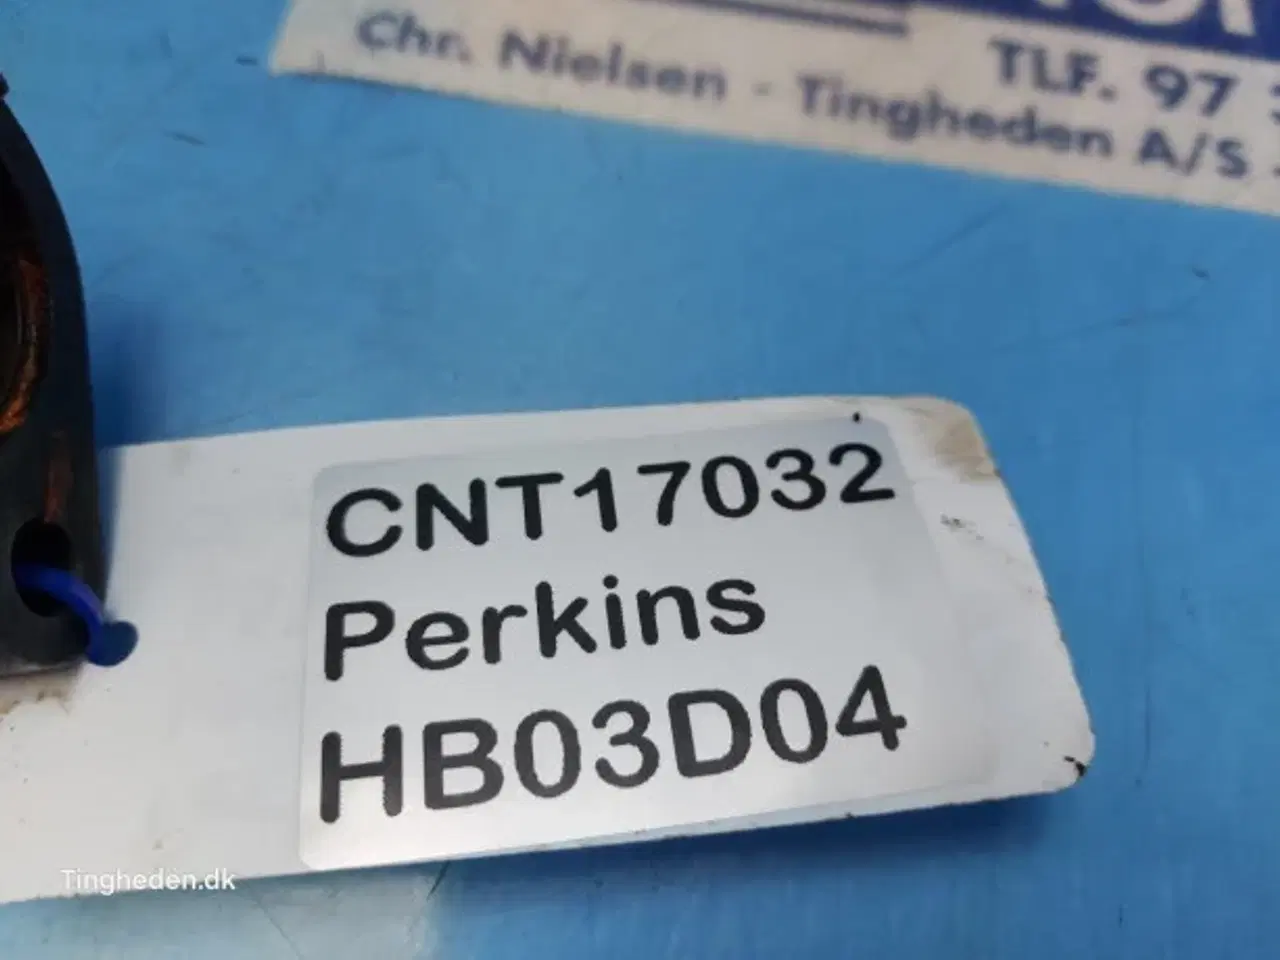 TLF. 97
Chr. Nielsen - Tingheden A/S
CNT17032
Perkins
HB03D04
Tingheden.dk